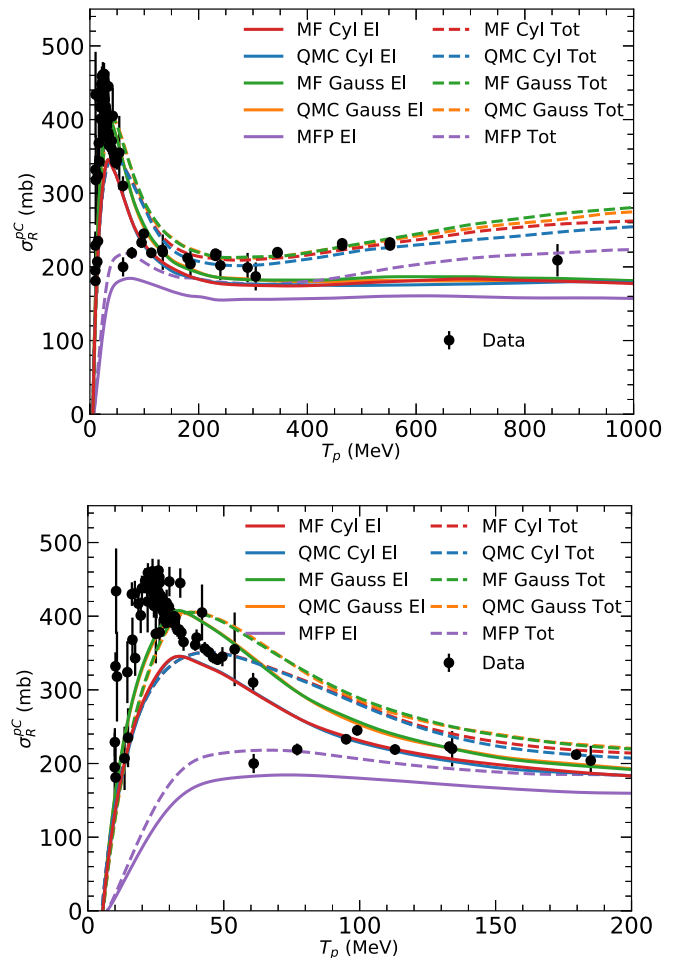 MF Cyl El MF Cyl Tot
QMC Cyl El QMC Cyl Tot
MF Gauss El MF Gauss Tot
QMC Gauss El QMC Gauss Tot
MFP El MFP Tot
Data
500
400
300
200
100
0
σ_R^{pC} (mb)
0 200 400 600 800 1000
T_p (MeV)
MF Cyl El MF Cyl Tot
QMC Cyl El QMC Cyl Tot
MF Gauss El MF Gauss Tot
QMC Gauss El QMC Gauss Tot
MFP El MFP Tot
Data
500
400
300
200
100
0
σ_R^{pC} (mb)
0 50 100 150 200
T_p (MeV)